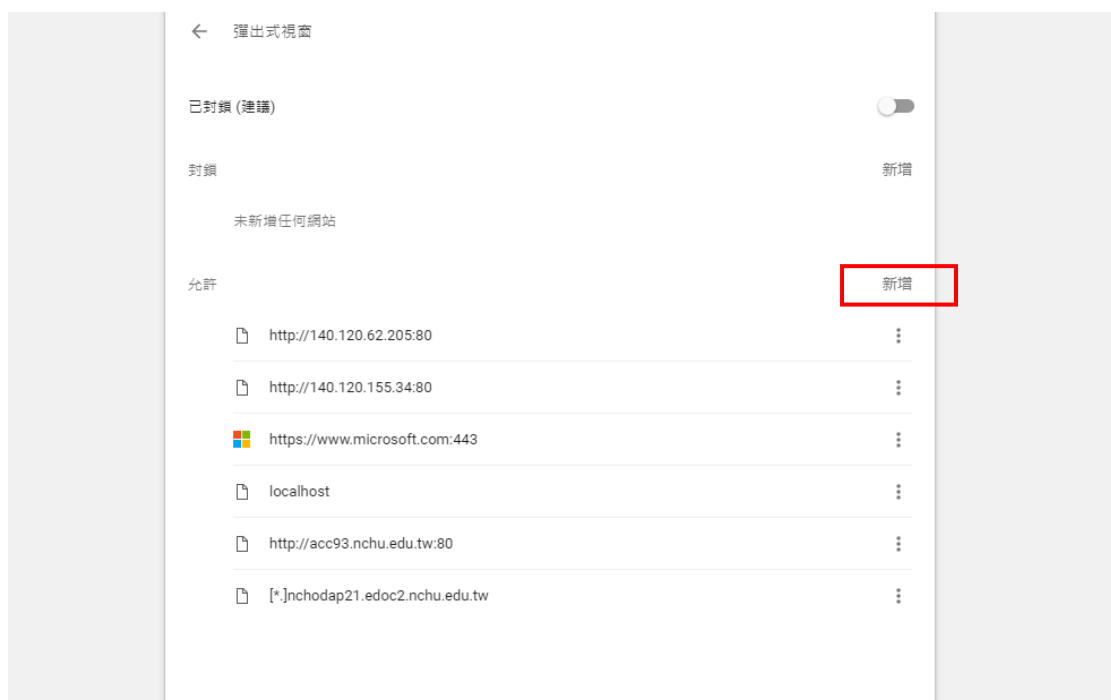 彈出式視窗
已封鎖 (建議)
封鎖 新增
未新增任何網站
允許 新增
http://140.120.62.205:80
http://140.120.155.34:80
https://www.microsoft.com:443
localhost
http://acc93.nchu.edu.tw:80
[*.]nchodap21.edoc2.nchu.edu.tw